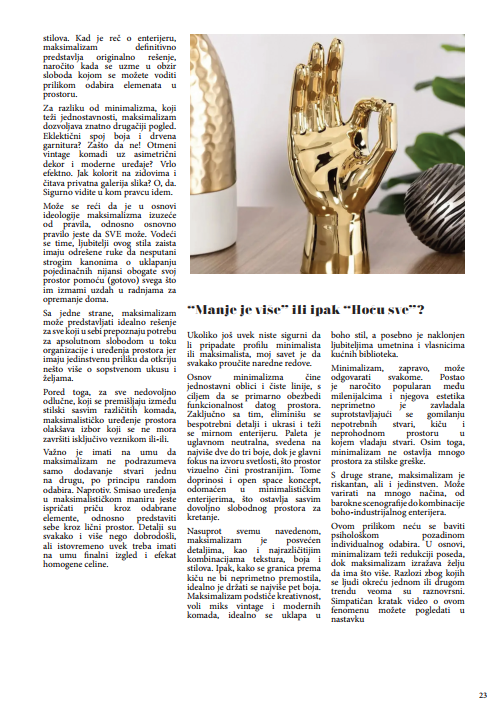 stilova. Kad je reč o enterijeru,
maksimalizam definitivno
predstavlja originalno rešenje,
naročito kada se uzme u obzir
sloboda kojom se možete voditi
prilikom odabira elemenata u
prostoru.
Za razliku od minimalizma, koji
teži jednostavnosti, maksimalizam
dozvoljava znatno drugačiji pogled.
Eklektični spoj boja i drvena
garnitura? Zašto da ne! Otmeni
vintage komadi uz asimetrični
dekor i moderne uređaje? Vrlo
efektno. Jak kolorit na zidovima i
čitava privatna galerija slika? O, da.
Sigurno vidite u kom pravcu idem.
Može se reći da je u osnovi
ideologije maksimalizma izuzeće
od pravila, odnosno osnovno
pravilo jeste da SVE može. Vodeći
se time, ljubitelji ovog stila zaista
imaju odrešene ruke da nesputani
strogim kanonima o uklapanju
pojedinačnih nijansi obogate svoj
prostor pomoću (gotovo) svega što
im izmami uzdah u radnjama za
opremanje doma.
Sa jedne strane, maksimalizam
može predstavljati idealno rešenje
za sve koji u sebi prepoznaju potrebu
za apsolutnom slobodom u toku
organizacije i uređenja prostora jer
imaju jedinstvenu priliku da otkriju
nešto više o sopstvenom ukusu i
željama.
Pored toga, za sve nedovoljno
odlučne, koji se premišljaju između
stilski sasvim različitih komada,
maksimalističko uređenje prostora
olakšava izbor koji se ne mora
završiti isključivo veznikom ili-ili.
Važno je imati na umu da
maksimalizam ne podrazumeva
samo dodavanje stvari jednu
na drugu, po principu random
odabira. Naprotiv. Smisao uređenja
u maksimalističkom maniru jeste
ispričati priču kroz odabrane
elemente, odnosno predstaviti
sebe kroz lični prostor. Detalji su
svakako i više nego dobrodošli,
ali istovremeno uvek treba imati
na umu finalni izgled i efekat
homogene celine.
“Manje je više” ili ipak “Hoću sve”?
Ukoliko još uvek niste sigurni da
li pripadate profilu minimalista
ili maksimalista, moj savet je da
svakako proučite naredne redove.
Osnov minimalizma čine
jednostavni oblici i čiste linije, s
ciljem da se primarno obezbedi
funkcionalnost datog prostora.
Zaključno sa tim, eliminišu se
bespotrebni detalji i ukrasi i teži
se mirnom enterijeru. Paleta je
uglavnom neutralna, svedena na
najviše dve do tri boje, dok je glavni
fokus na izvoru svetlosti, što prostor
vizuelno čini prostranijim. Tome
doprinosi i open space koncept,
odomaćen u minimalističkim
enterijerima, što ostavlja sasvim
dovoljno slobodnog prostora za
kretanje.
Nasuprot svemu navedenom,
maksimalizam je posvećen
detaljima, kao i najrazličitijim
kombinacijama tekstura, boja i
stilova. Ipak, kako se granica prema
kiču ne bi neprimetno premostila,
idealno je držati se najviše pet boja.
Maksimalizam podstiče kreativnost,
voli miks vintage i modernih
komada, idealno se uklapa u
boho stil, a posebno je naklonjen
ljubiteljima umetnina i vlasnicima
kućnih biblioteka.
Minimalizam, zapravo, može
odgovarati svakome. Postao
je naročito popularan među
milenijalcima i njegova estetika
neprimetno je zavladala
suprotstavljajući se gomilanju
nepotrebnih stvari, kiču i
neprohodnom prostoru u
kojem vladaju stvari. Osim toga,
minimalizam ne ostavlja mnogo
prostora za stilske greške.
S druge strane, maksimalizam je
riskantan, ali i jedinstven. Može
varirati na mnogo načina, od
barokne scenografije do kombinacije
boho-industrijalnog enterijera.
Ovom prilikom neću se baviti
psihološkom pozadinom
individualnog odabira. U osnovi,
minimalizam teži redukciji poseda,
dok maksimalizam izražava želju
da ima što više. Razlozi zbog kojih
se ljudi okreću jednom ili drugom
trendu veoma su raznovrsni.
Simpatičan kratak video o ovom
fenomenu možete pogledati u
nastavku
23